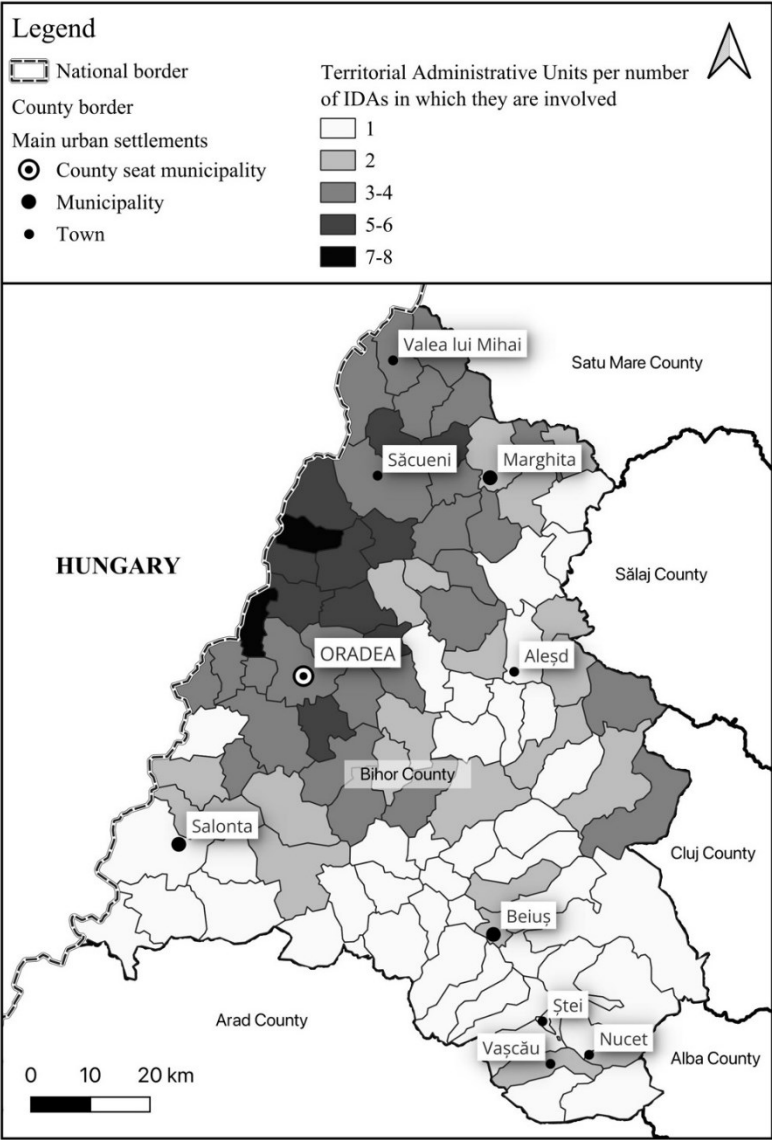 Legend
National border
County border
Main urban settlements
County seat municipality
Municipality
Town
Territorial Administrative Units per number
of IDAs in which they are involved
1
2
3-4
5-6
7-8
Valea lui Mihai
Satu Mare County
Săcueni
Marghita
HUNGARY
Sălaj County
ORADEA
Aleșd
Bihor County
Salonta
Cluj County
Beiuș
Arad County
Ștei
Vașcău
Nucet
Alba County
0 10 20 km